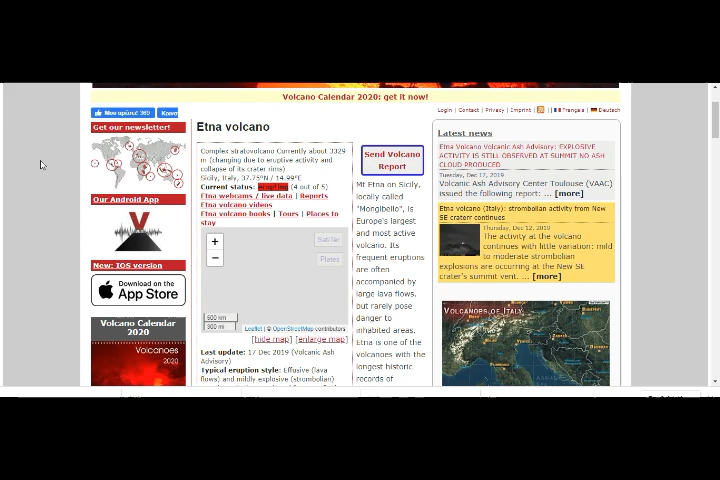 Volcano Calendar 2020: get it now!
Μου αρέσει! 369
Κοινοπ
Login | Contact | Privacy | Imprint | | Français | Deutsch
Get our newsletter!
Our Android App
New: IOS version
Download on the
App Store
Volcano Calendar
2020
Volcanoes
2020
Etna volcano
Complex stratovolcano Currently about 3329
m (changing due to eruptive activity and
collapse of its crater rims)
Sicily, Italy, 37.75°N / 14.99°E
Current status: erupting (4 out of 5)
Etna webcams / live data | Reports
Etna volcano videos
Etna volcano books | Tours | Places to
stay
+
−
Satellite
Plates
500 km
300 mi
Leaflet | © OpenStreetMap contributors
[hide map] [enlarge map]
Last update: 17 Dec 2019 (Volcanic Ash
Advisory)
Typical eruption style: Effusive (lava
flows) and mildly explosive (strombolian)
Send Volcano
Report
Mt Etna on Sicily,
locally called
"Mongibello", is
Europe's largest
and most active
volcano. Its
frequent eruptions
are often
accompanied by
large lava flows,
but rarely pose
danger to
inhabited areas.
Etna is one of the
volcanoes with the
longest historic
records of
Latest news
Etna Volcano Volcanic Ash Advisory: EXPLOSIVE
ACTIVITY IS STILL OBSERVED AT SUMMIT NO ASH
CLOUD PRODUCED
Tuesday, Dec 17, 2019
Volcanic Ash Advisory Center Toulouse (VAAC)
issued the following report: ... [more]
Etna volcano (Italy): strombolian activity from New
SE crater continues
Thursday, Dec 12, 2019
The activity at the volcano
continues with little variation: mild
to moderate strombolian
explosions are occurring at the New SE
crater's summit vent. ... [more]
VOLCANOES OF ITALY